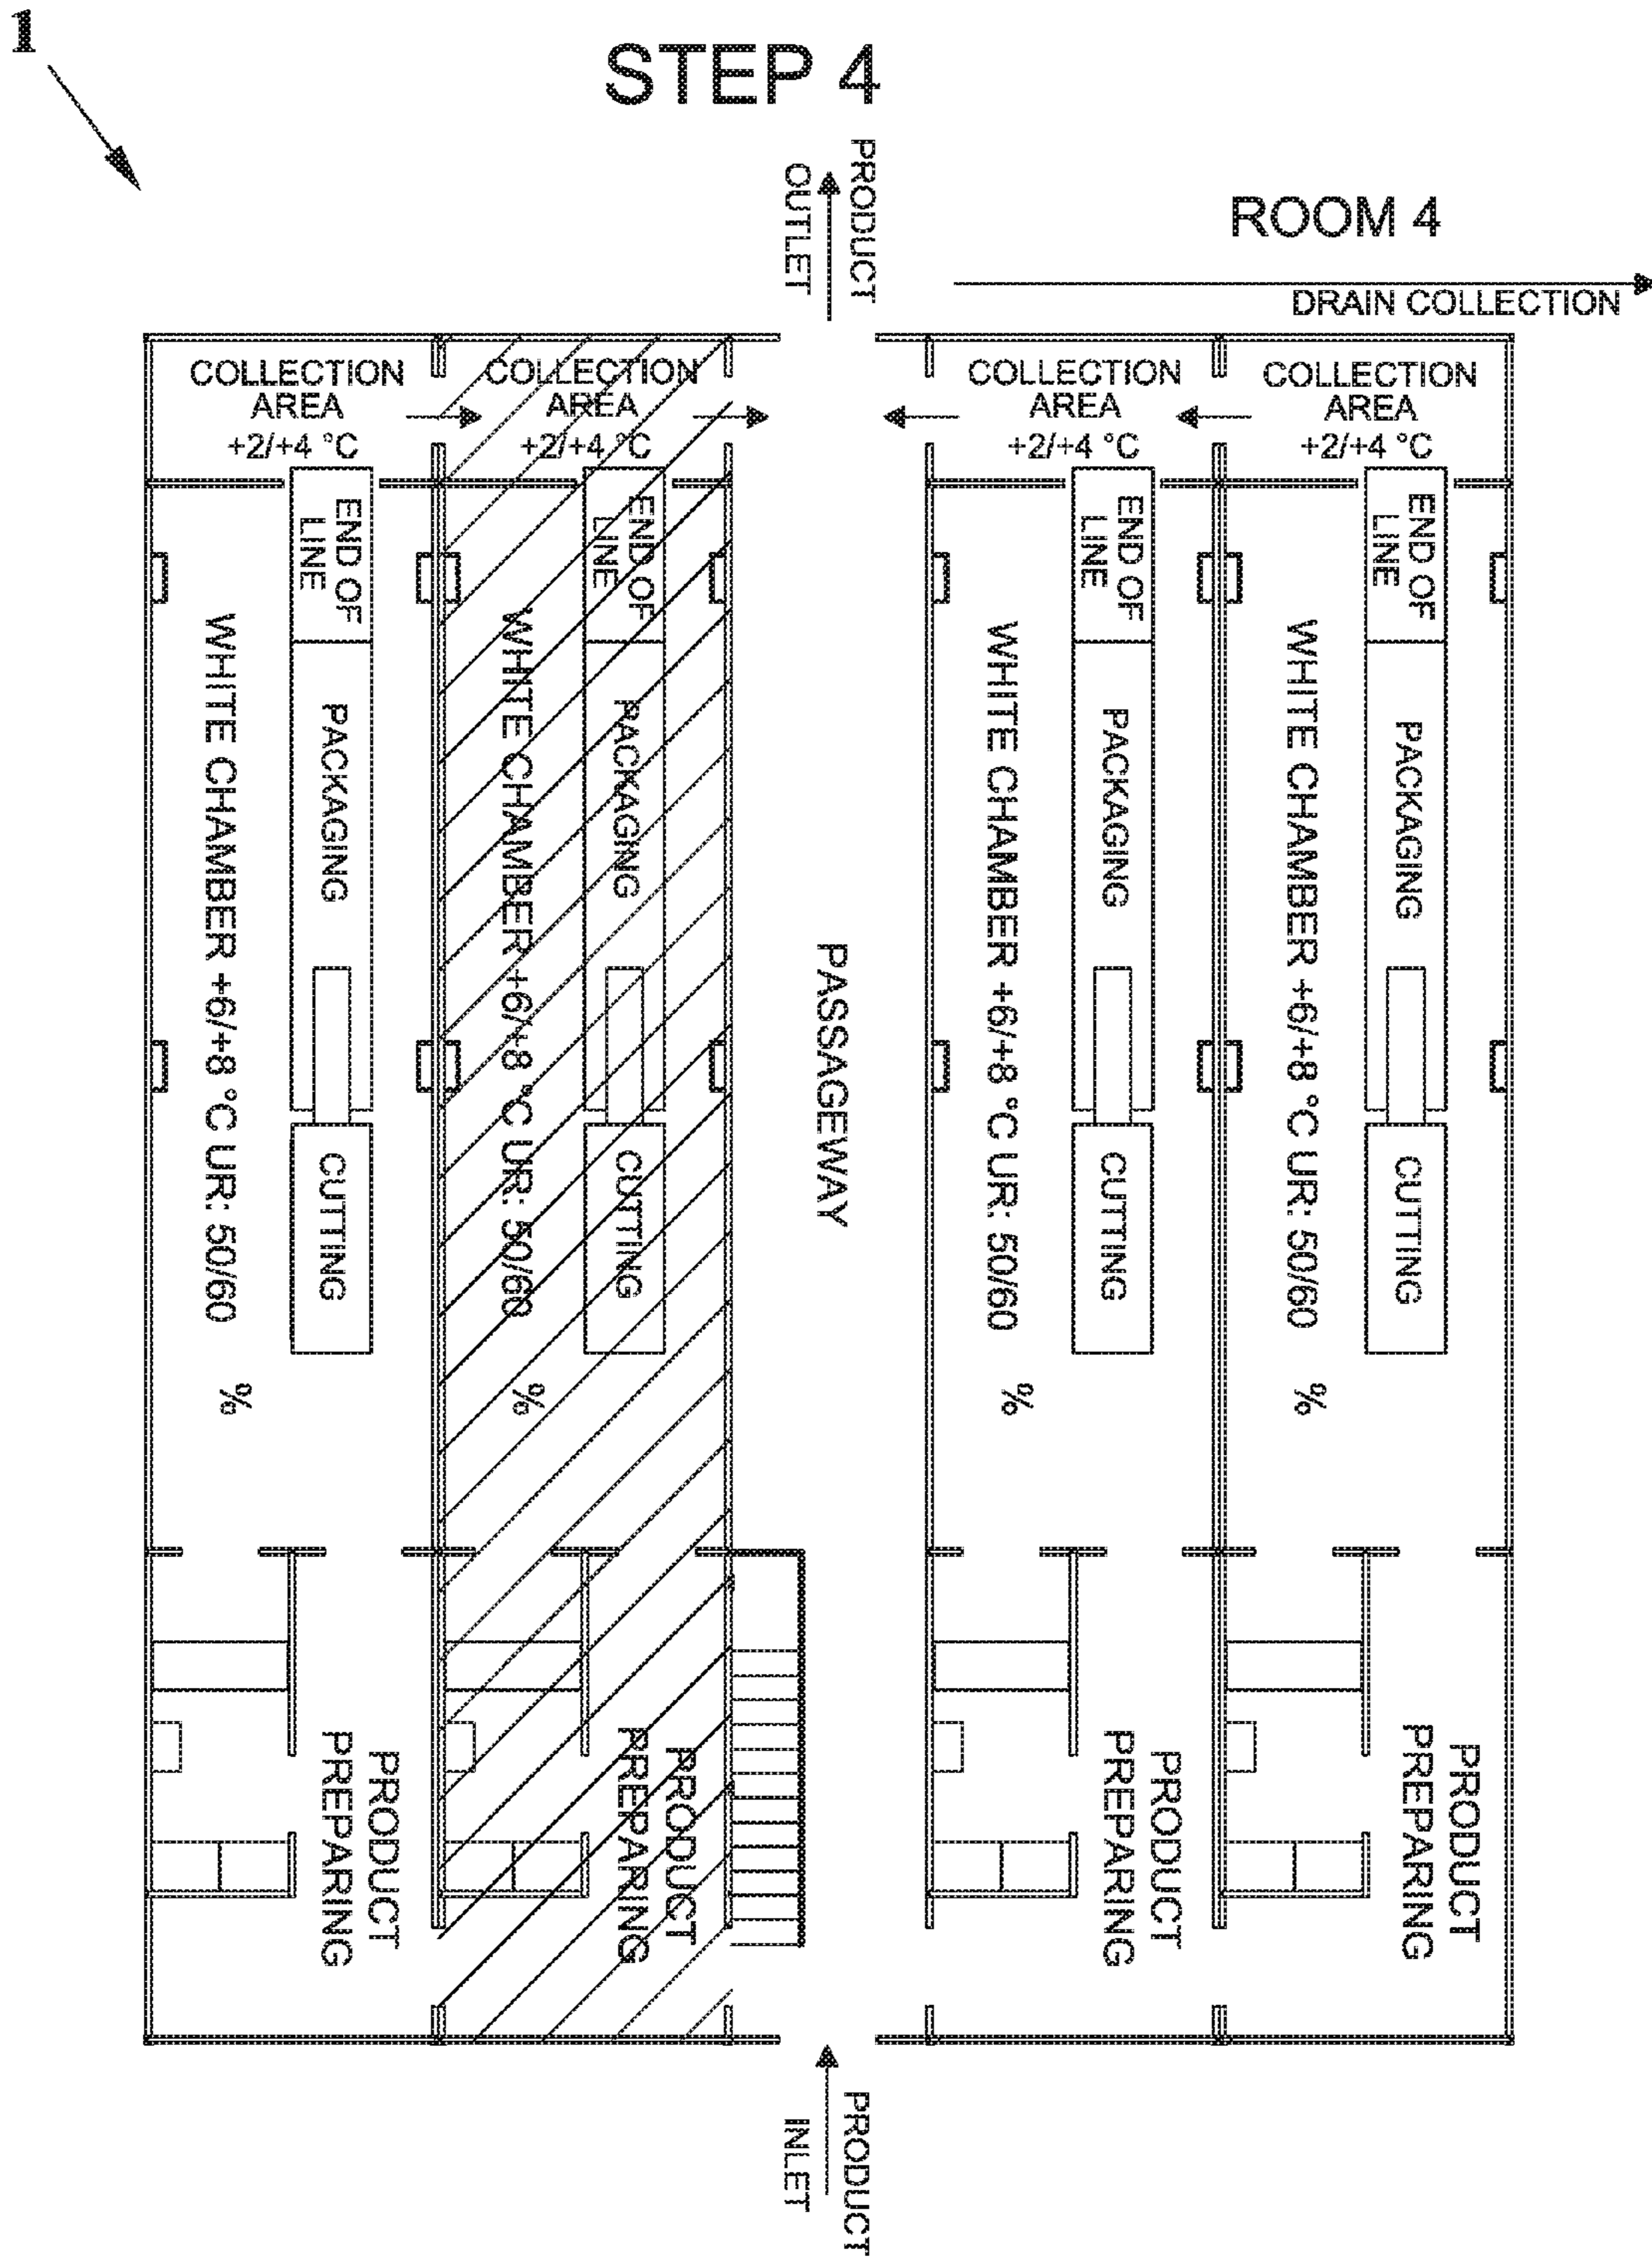 1
STEP 4
PRODUCT
OUTLET
ROOM 4
DRAIN COLLECTION
COLLECTION
AREA
+2/+4 °C
COLLECTION
AREA
+2/+4 °C
COLLECTION
AREA
+2/+4 °C
COLLECTION
AREA
+2/+4 °C
END OF
LINE
PACKAGING
CUTTING
WHITE CHAMBER +6/+8 °C UR: 50/60
%
END OF
LINE
PACKAGING
CUTTING
WHITE CHAMBER +6/+8 °C UR: 50/60
%
PASSAGEWAY
END OF
LINE
PACKAGING
CUTTING
WHITE CHAMBER +6/+8 °C UR: 50/60
%
END OF
LINE
PACKAGING
CUTTING
WHITE CHAMBER +6/+8 °C UR: 50/60
%
PRODUCT
PREPARING
PRODUCT
PREPARING
PRODUCT
PREPARING
PRODUCT
PREPARING
PRODUCT
INLET